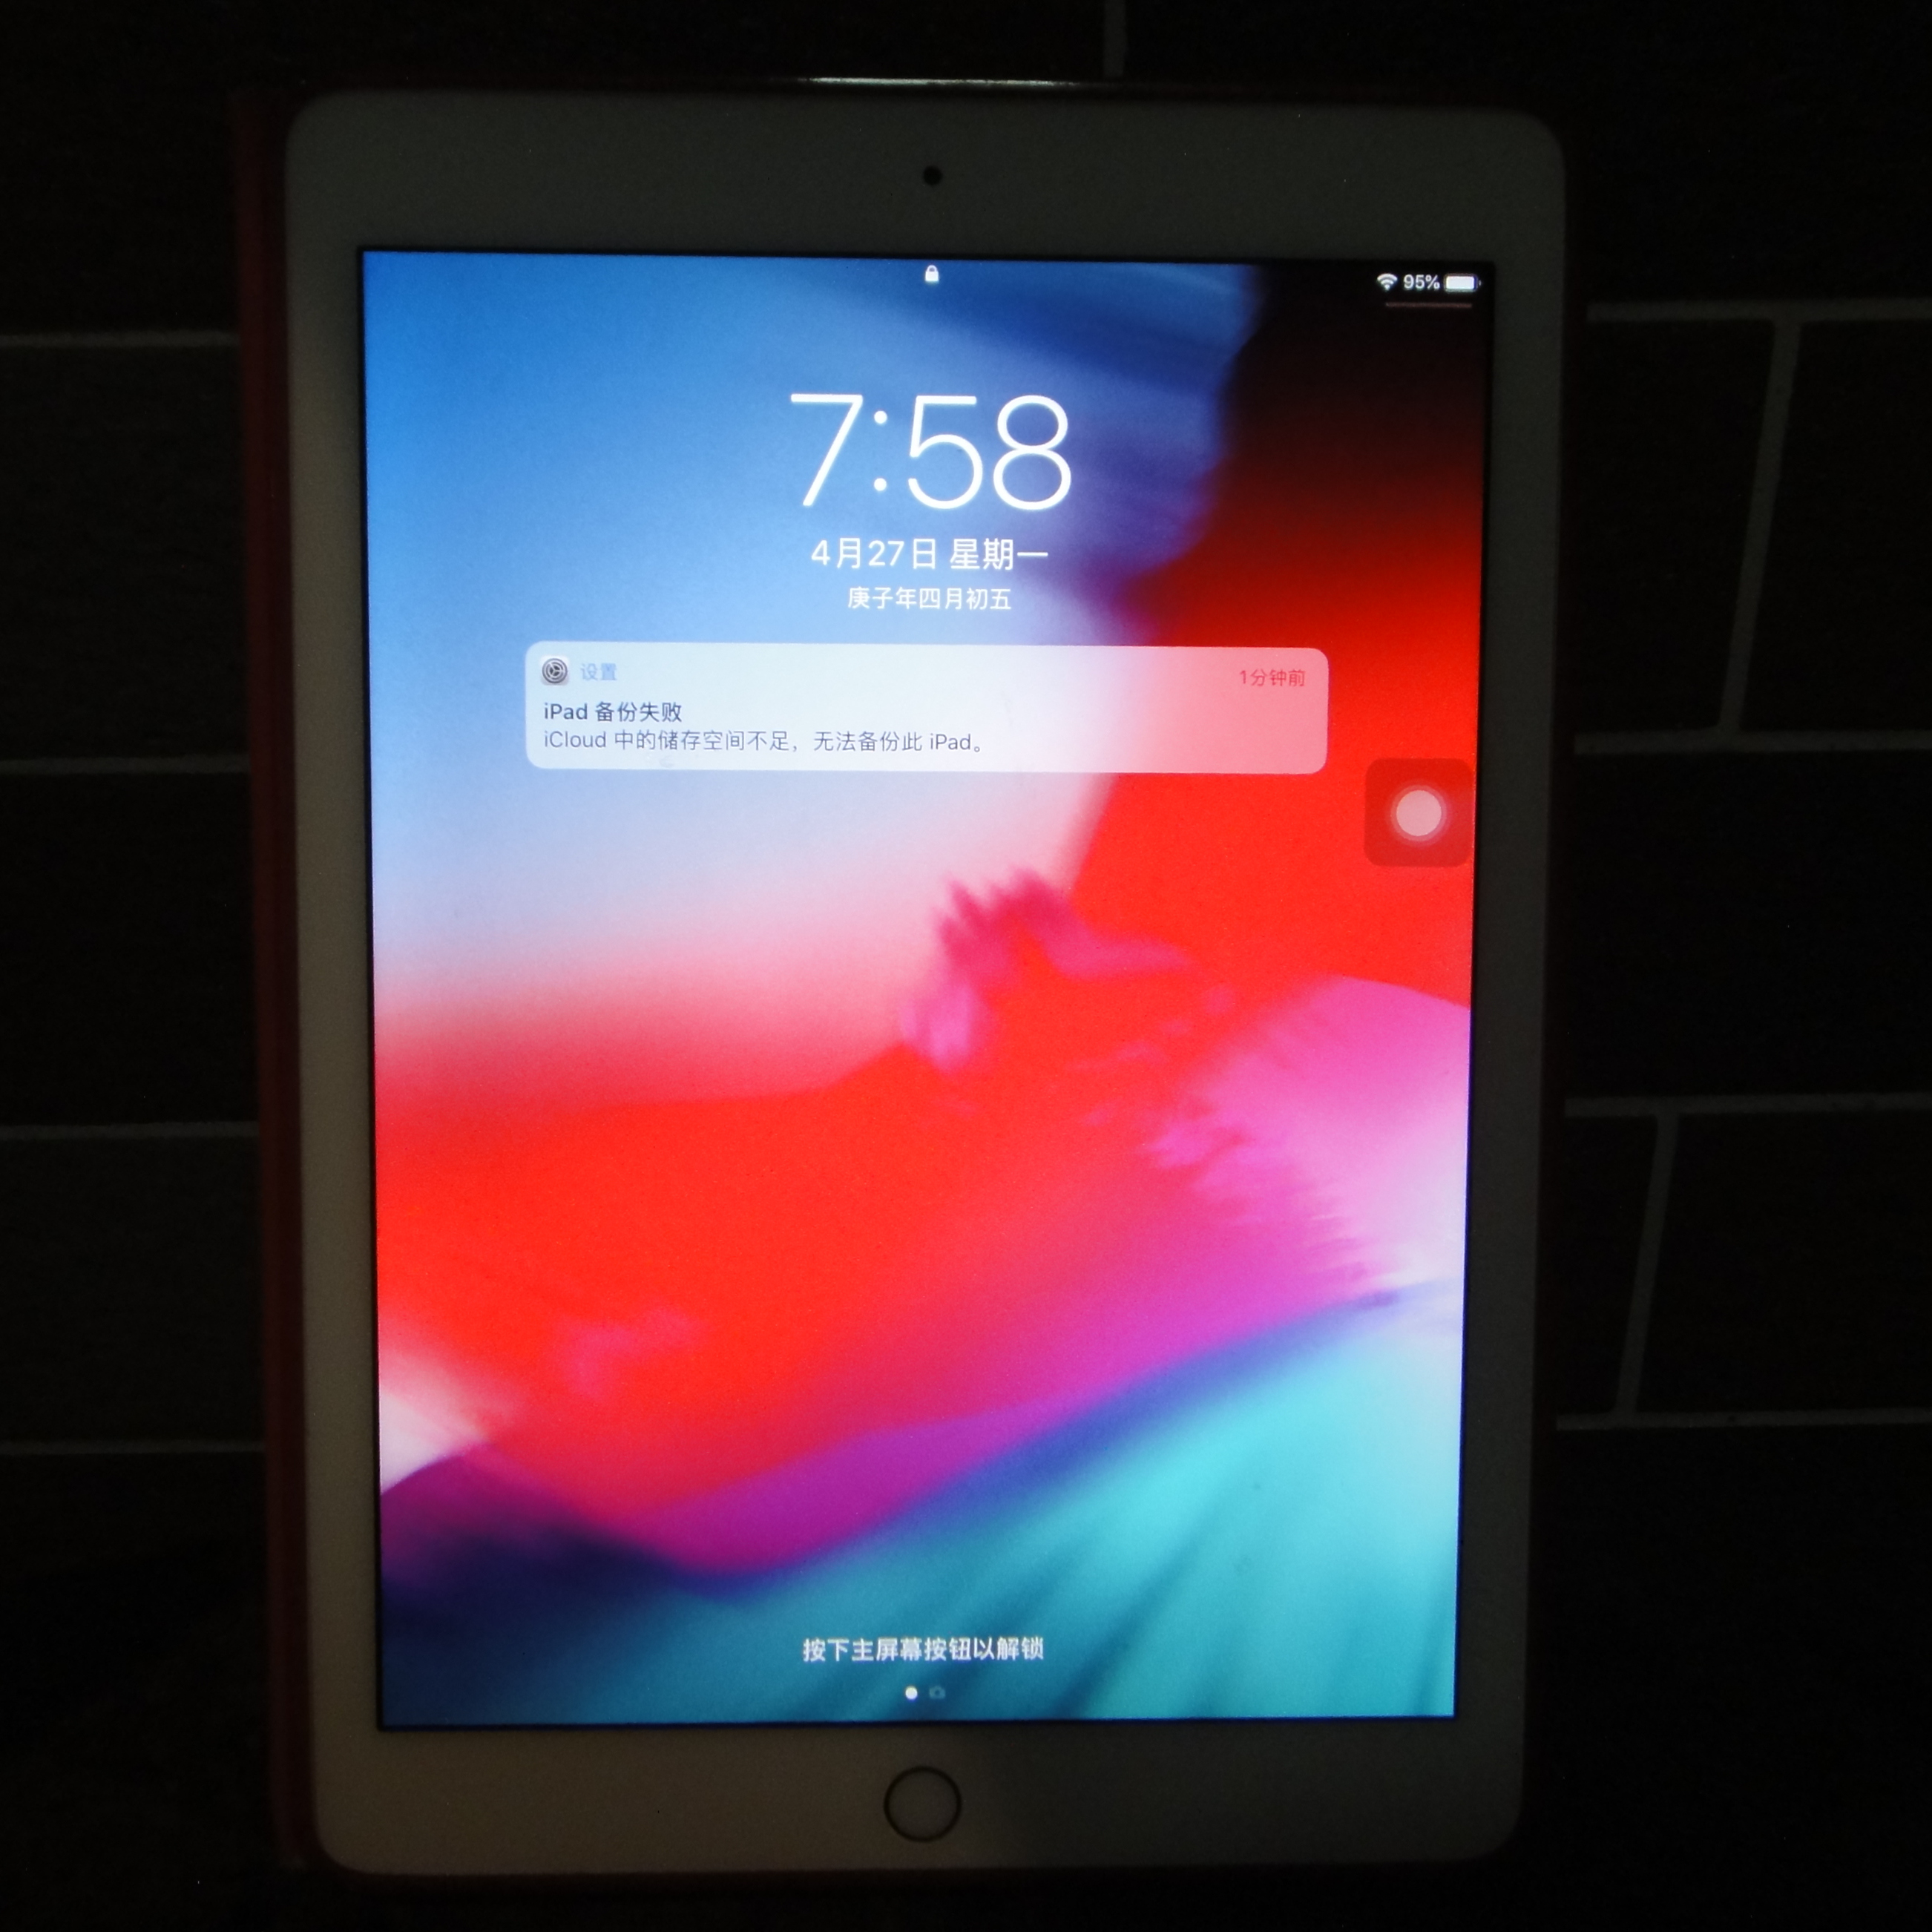 95%
7:58
4月27日 星期一
庚子年四月初五
设置 1分钟前
iPad 备份失败
iCloud 中的储存空间不足，无法备份此 iPad。
按下主屏幕按钮以解锁